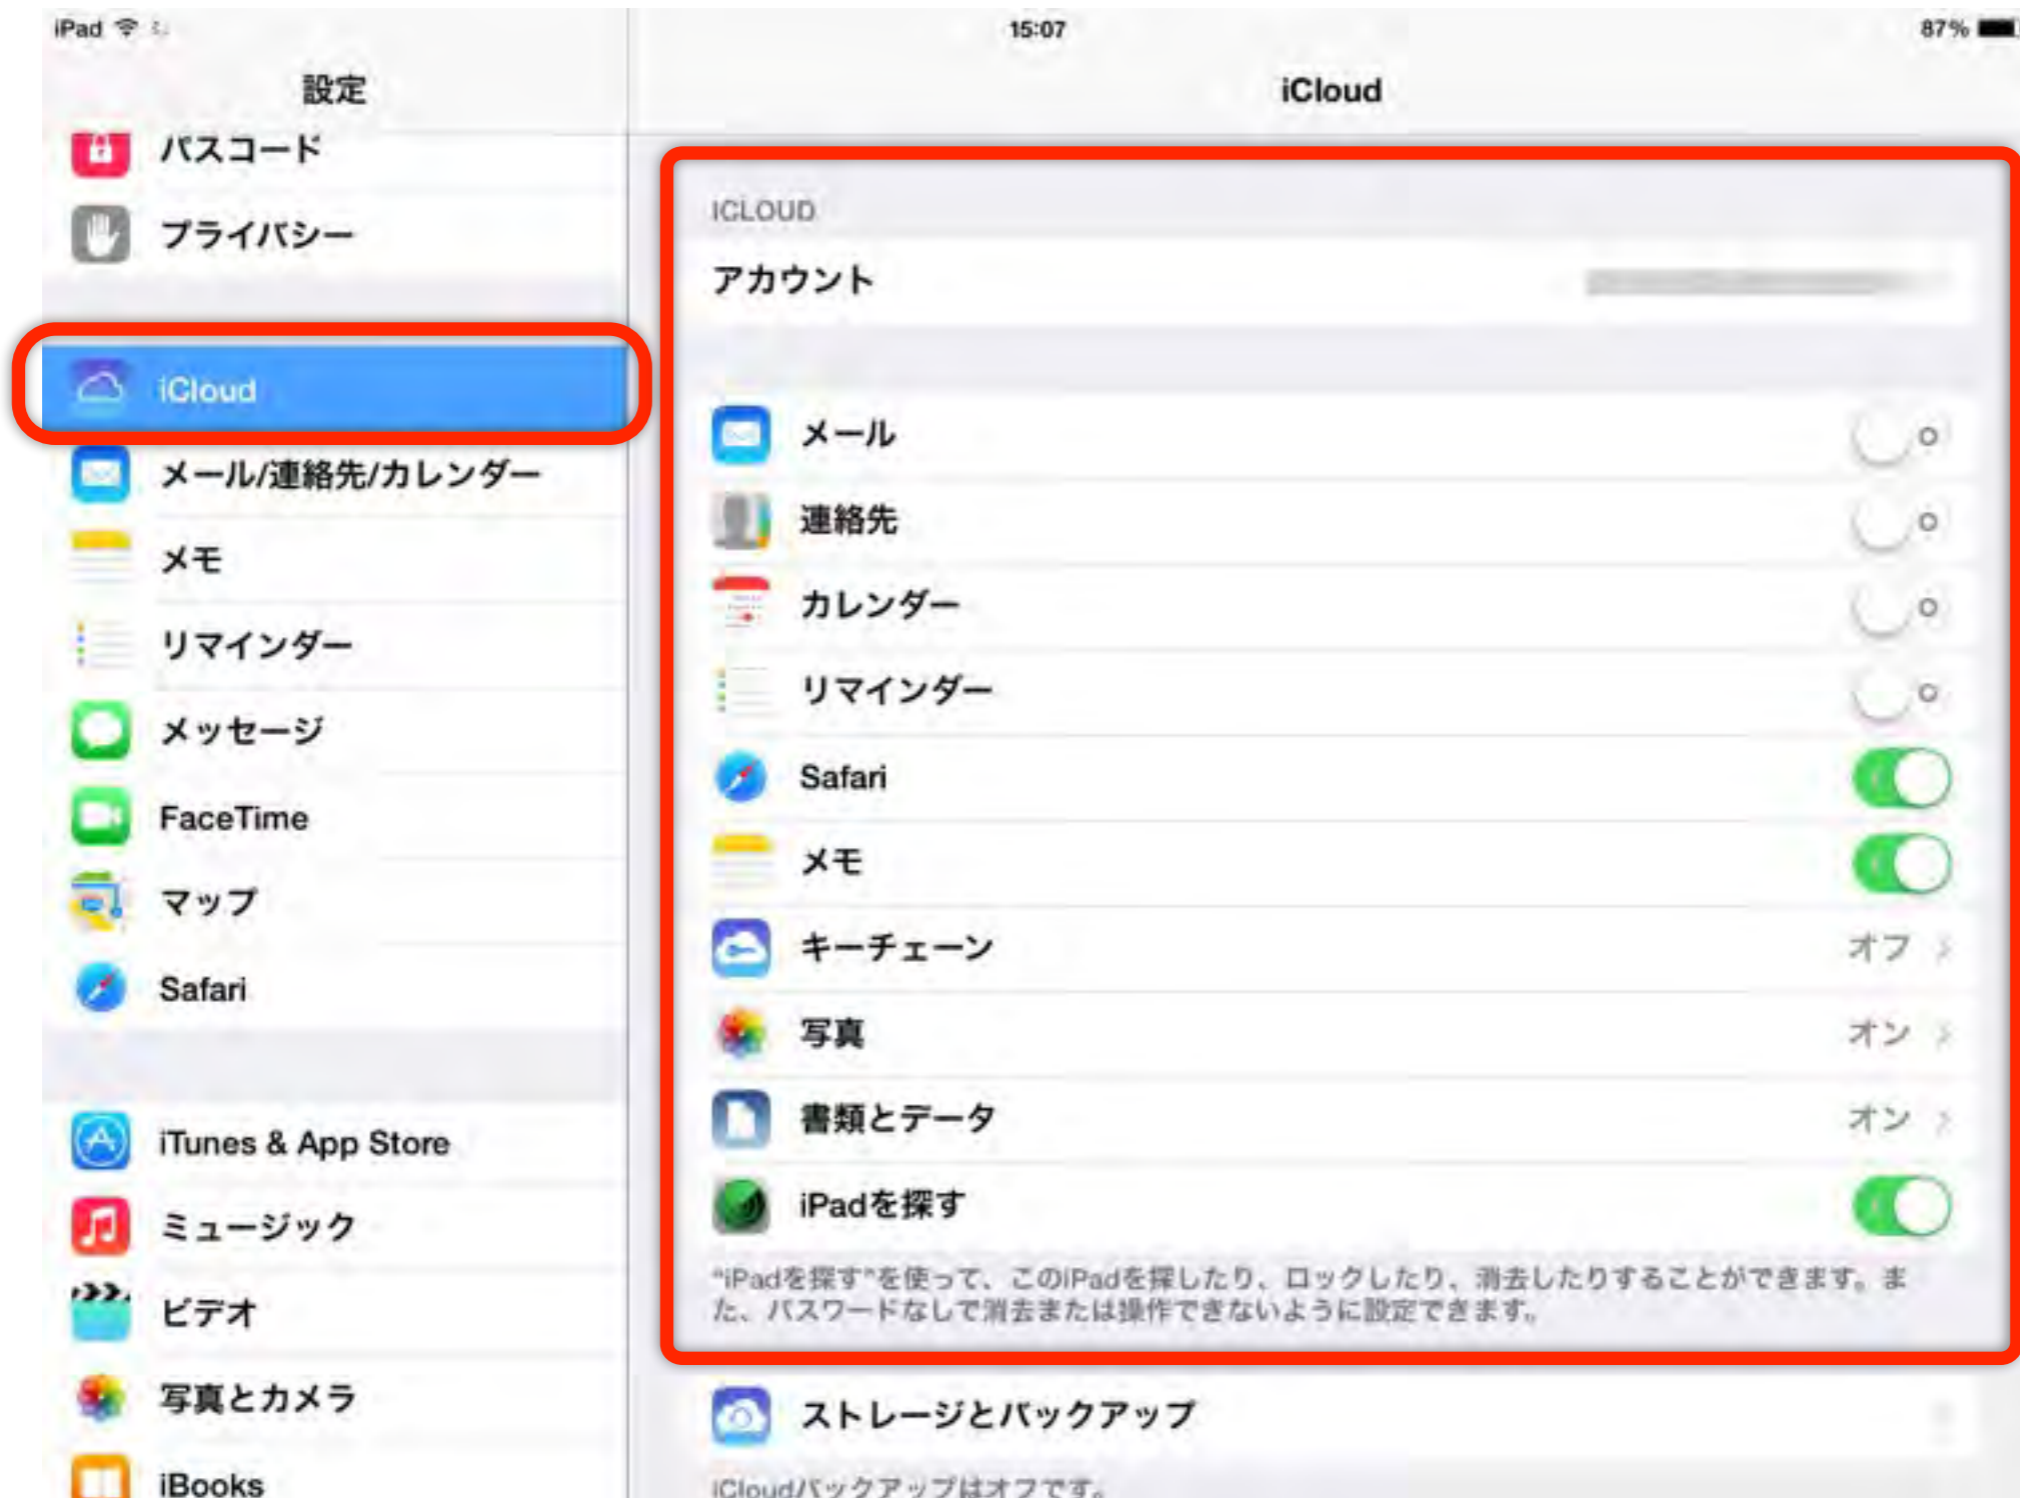 iPad
15:07
87%
設定
パスコード
プライバシー
iCloud
メール/連絡先/カレンダー
メモ
リマインダー
メッセージ
FaceTime
マップ
Safari
iTunes & App Store
ミュージック
ビデオ
写真とカメラ
iBooks
iCloud
ICLOUD
アカウント
メール
連絡先
カレンダー
リマインダー
Safari
メモ
キーチェーン オフ
写真 オン
書類とデータ オン
iPadを探す
“iPadを探す”を使って、このiPadを探したり、ロックしたり、消去したりすることができます。ま
た、パスワードなしで消去または操作できないように設定できます。
ストレージとバックアップ
iCloudバックアップはオフです。